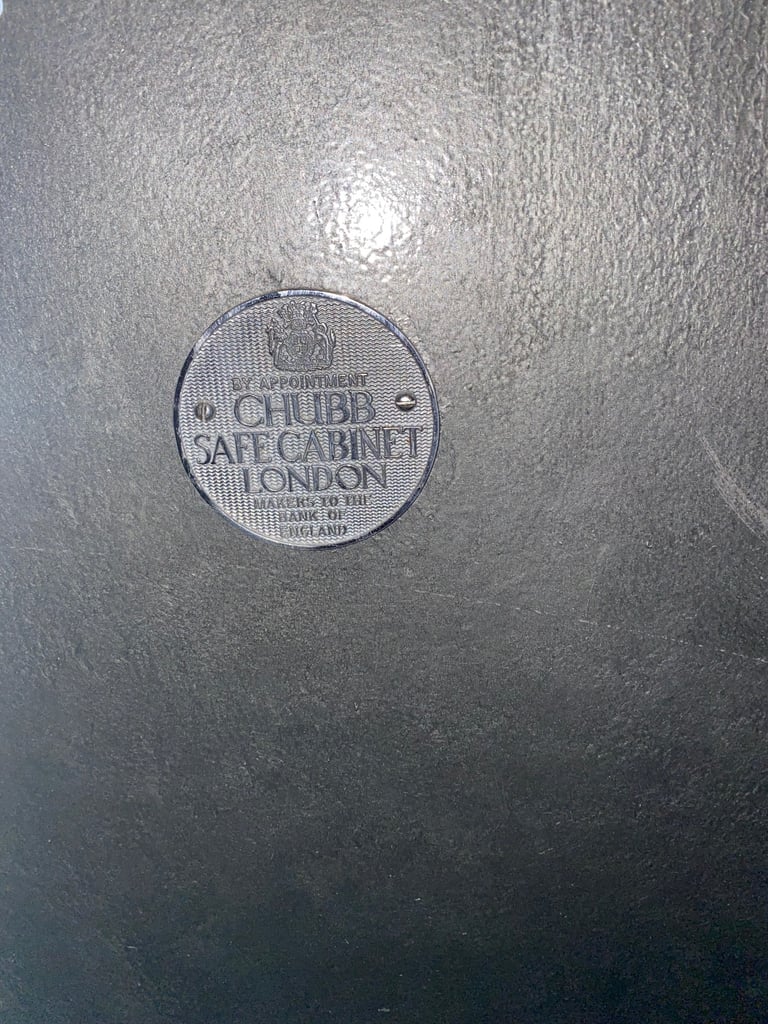 BY APPOINTMENT
CHUBB
SAFE CABINET
LONDON
MAKERS TO THE
BANK OF
ENGLAND